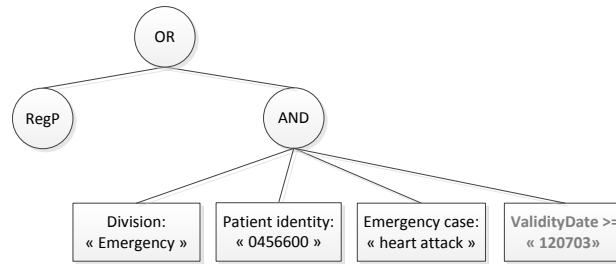 OR
RegP
AND
Division:
« Emergency »
Patient identity:
« 0456600 »
Emergency case:
« heart attack »
ValidityDate >=
« 120703»